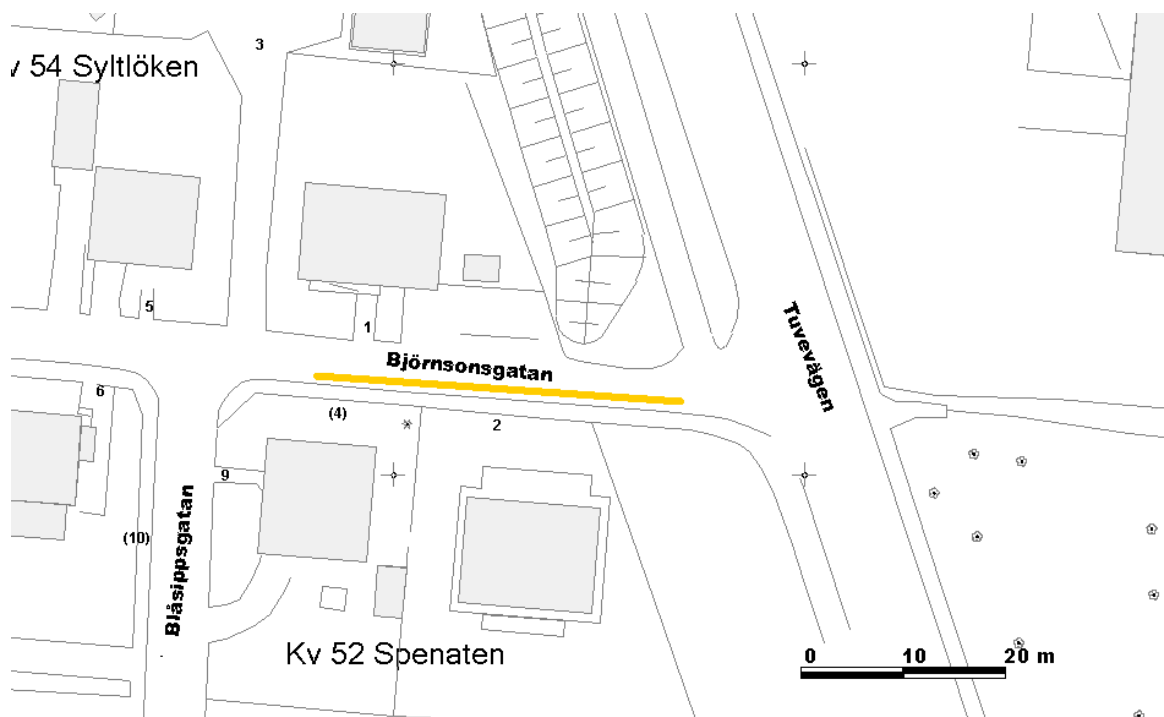 3
v 54 Syltlöken
5
1
Björnsonsgatan
Tuvevägen
6
(4)
2
9
(10)
Blåsippsgatan
Kv 52 Spenaten
0 10 20 m